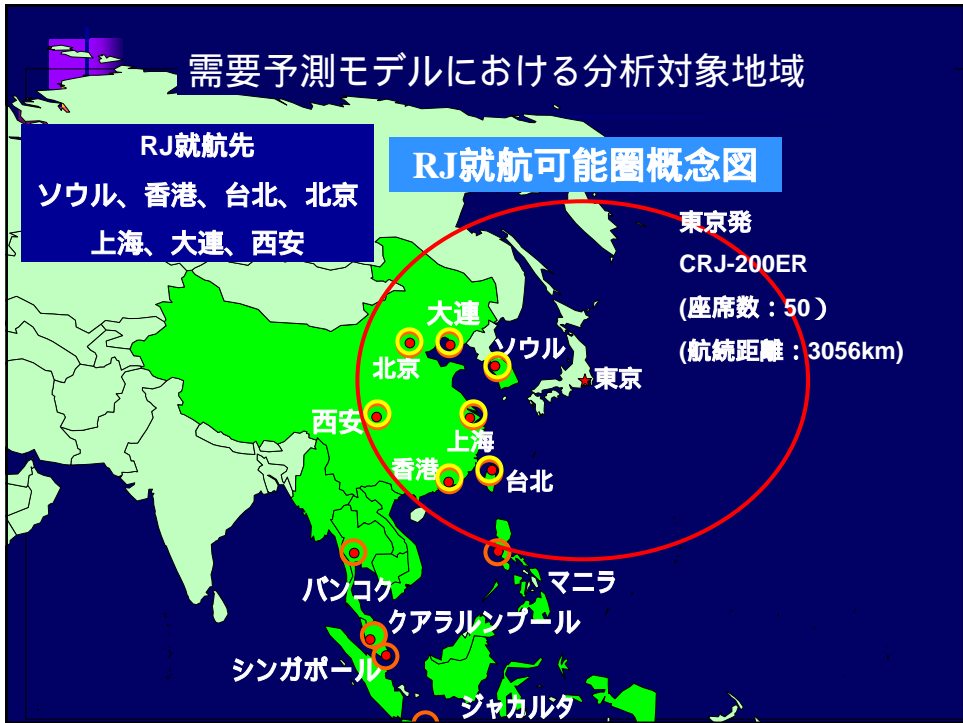 需要予測モデルにおける分析対象地域
RJ就航先
ソウル、香港、台北、北京
上海、大連、西安
RJ就航可能圏概念図
東京発
CRJ-200ER
(座席数：50）
(航続距離：3056km)
大連
ソウル
北京
東京
西安
上海
香港
台北
バンコク
マニラ
クアラルンプール
シンガポール
ジャカルタ